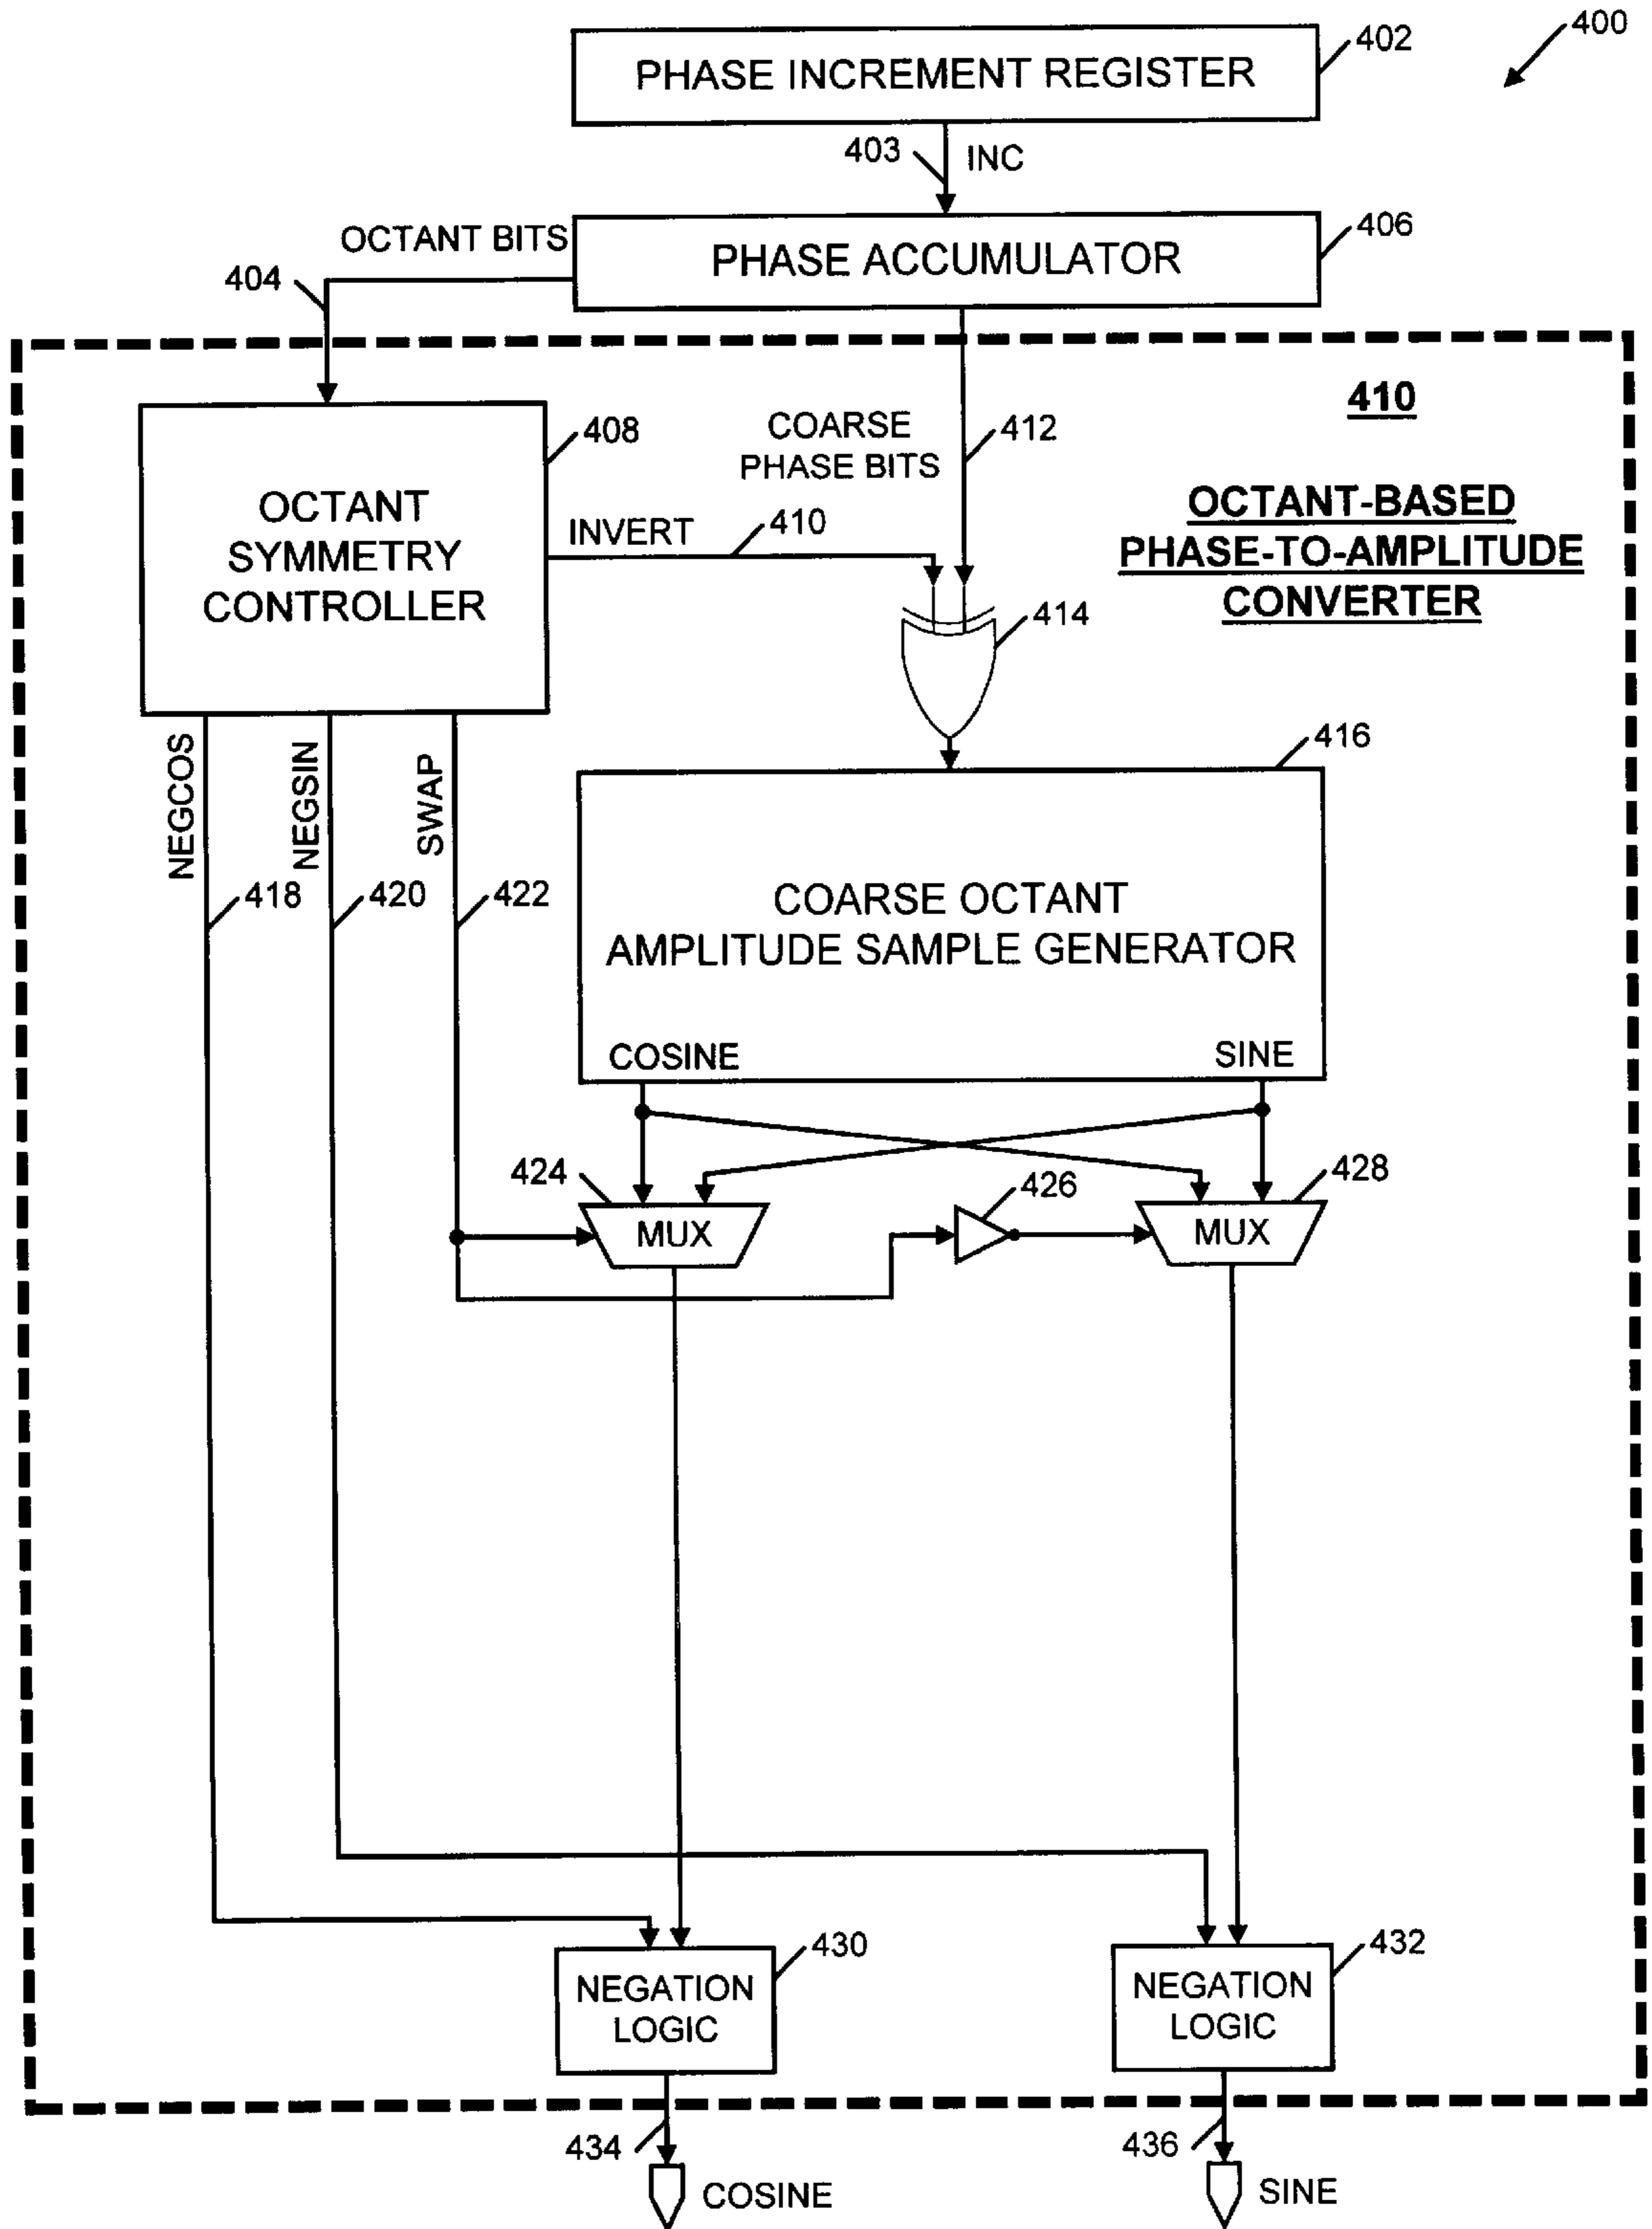 400
PHASE INCREMENT REGISTER
402
403
INC
OCTANT BITS
404
PHASE ACCUMULATOR
406
410
OCTANT-BASED
PHASE-TO-AMPLITUDE
CONVERTER
408
OCTANT
SYMMETRY
CONTROLLER
COARSE
PHASE BITS
412
INVERT
410
414
NEGCOS
NEGSIN
SWAP
418
420
422
416
COARSE OCTANT
AMPLITUDE SAMPLE GENERATOR
COSINE
SINE
424
MUX
426
428
MUX
430
NEGATION
LOGIC
432
NEGATION
LOGIC
434
COSINE
436
SINE